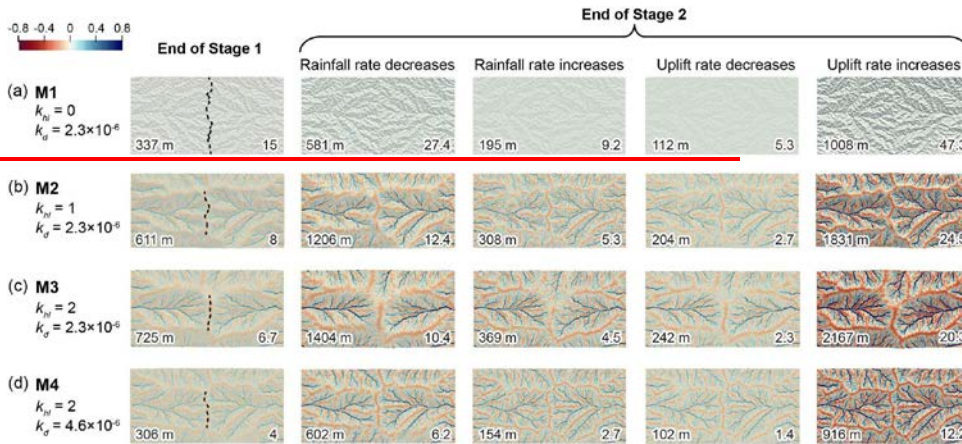 -0.8 -0.4 0 0.4 0.8
End of Stage 1
End of Stage 2
Rainfall rate decreases
Rainfall rate increases
Uplift rate decreases
Uplift rate increases
(a) M1
k_hl = 0
k_d = 2.3×10⁻⁶
337 m 15
581 m 27.4
195 m 9.2
112 m 5.3
1008 m 47.3
(b) M2
k_hl = 1
k_d = 2.3×10⁻⁶
611 m 8
1206 m 12.4
308 m 5.3
204 m 2.7
1831 m 24.5
(c) M3
k_hl = 2
k_d = 2.3×10⁻⁶
725 m 6.7
1404 m 10.4
369 m 4.5
242 m 2.3
2167 m
(d) M4
k_hl = 2
k_d = 4.6×10⁻⁶
306 m 4
602 m 6.2
154 m 2.7
102 m 1.4
916 m